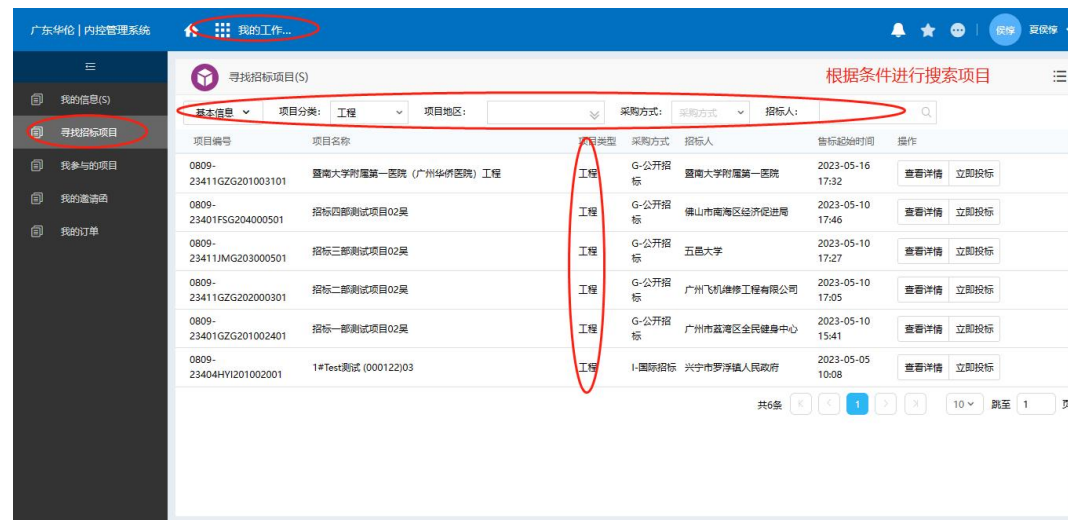 广东华伦 | 内控管理系统
我的工作...
侯惇
夏侯惇
我的信息(S)
寻找招标项目
我参与的项目
我的邀请函
我的订单
寻找招标项目(S)
根据条件进行搜索项目
基本信息 项目分类: 工程 项目地区: 采购方式: 采购方式 招标人:
项目编号 项目名称 项目类型 采购方式 招标人 售标起始时间 操作
0809-23411GZG201003101 暨南大学附属第一医院（广州华侨医院）工程 工程 G-公开招标 暨南大学附属第一医院 2023-05-16 17:32 查看详情 立即投标
0809-23401FSG204000501 招标四部测试项目02吴 工程 G-公开招标 佛山市南海区经济促进局 2023-05-10 17:46 查看详情 立即投标
0809-23411JMG203000501 招标三部测试项目02吴 工程 G-公开招标 五邑大学 2023-05-10 17:27 查看详情 立即投标
0809-23411GZG202000301 招标二部测试项目02吴 工程 G-公开招标 广州飞机维修工程有限公司 2023-05-10 17:05 查看详情 立即投标
0809-23401GZG201002401 招标一部测试项目02吴 工程 G-公开招标 广州市荔湾区全民健身中心 2023-05-10 15:41 查看详情 立即投标
0809-23404HYI201002001 1#Test测试 (000122)03 工程 I-国际招标 兴宁市罗浮镇人民政府 2023-05-05 10:08 查看详情 立即投标
共6条 1 10 跳至 1 页